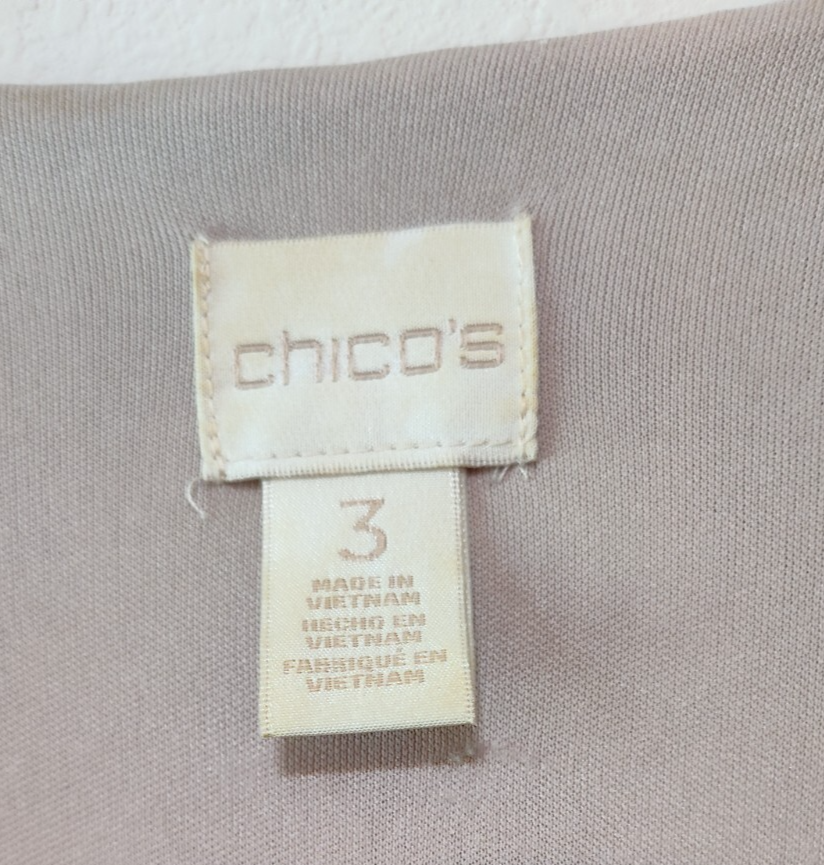 chico's
3
MADE IN
VIETNAM
HECHO EN
VIETNAM
FABRIQUÉ EN
VIETNAM